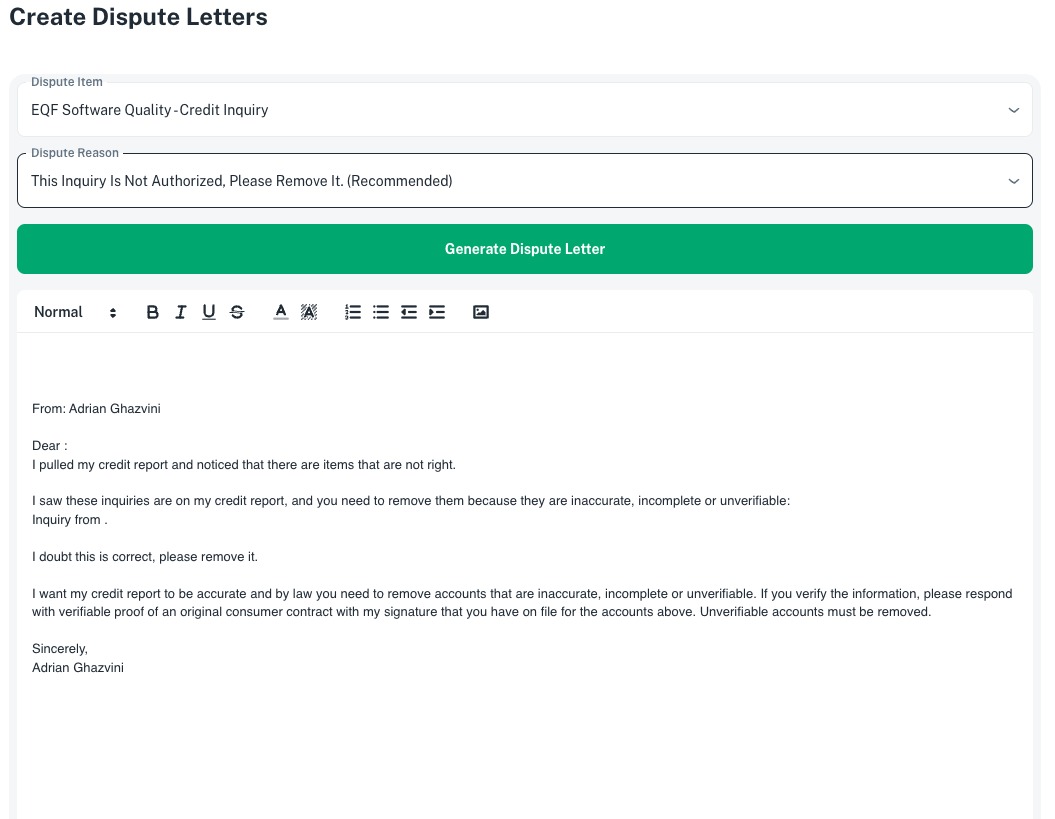 Create Dispute Letters
Dispute Item
EQF Software Quality - Credit Inquiry
Dispute Reason
This Inquiry Is Not Authorized, Please Remove It. (Recommended)
Generate Dispute Letter
Normal
From: Adrian Ghazvini
Dear :
I pulled my credit report and noticed that there are items that are not right.
I saw these inquiries are on my credit report, and you need to remove them because they are inaccurate, incomplete or unverifiable:
Inquiry from .
I doubt this is correct, please remove it.
I want my credit report to be accurate and by law you need to remove accounts that are inaccurate, incomplete or unverifiable. If you verify the information, please respond
with verifiable proof of an original consumer contract with my signature that you have on file for the accounts above. Unverifiable accounts must be removed.
Sincerely,
Adrian Ghazvini